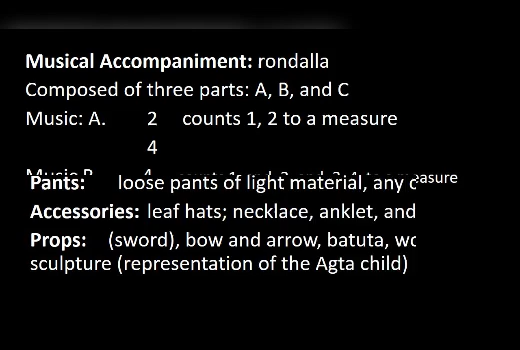 Musical Accompaniment: rondalla
Composed of three parts: A, B, and C
Music: A. 2 counts 1, 2 to a measure
4
Pants: loose pants of light material, any
Accessories: leaf hats; necklace, anklet, and
Props: (sword), bow and arrow, batuta,
sculpture (representation of the Agta child)